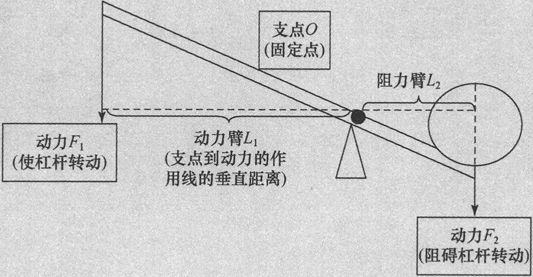 支点O
(固定点)
阻力臂L₂
动力F₁
(使杠杆转动)
动力臂L₁
(支点到动力的作
用线的垂直距离)
动力F₂
(阻碍杠杆转动)